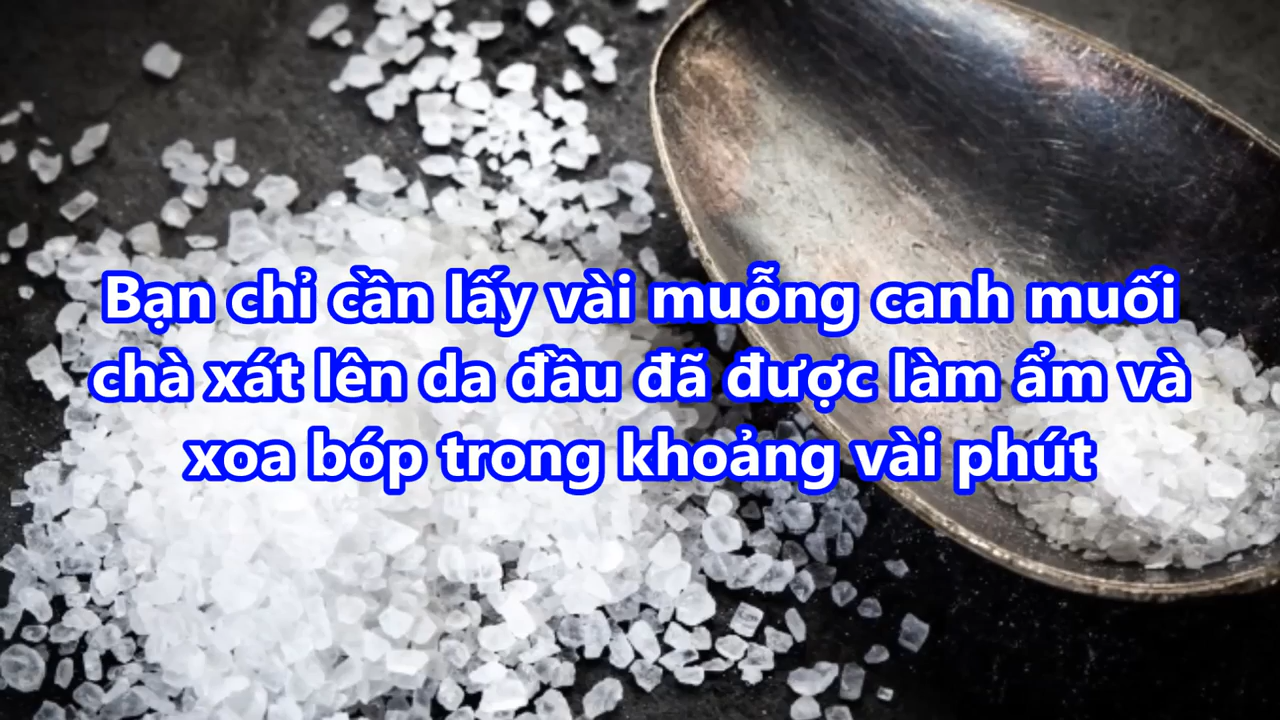 Bạn chỉ cần lấy vài muỗng canh muối
chà xát lên da đầu đã được làm ẩm và
xoa bóp trong khoảng vài phút